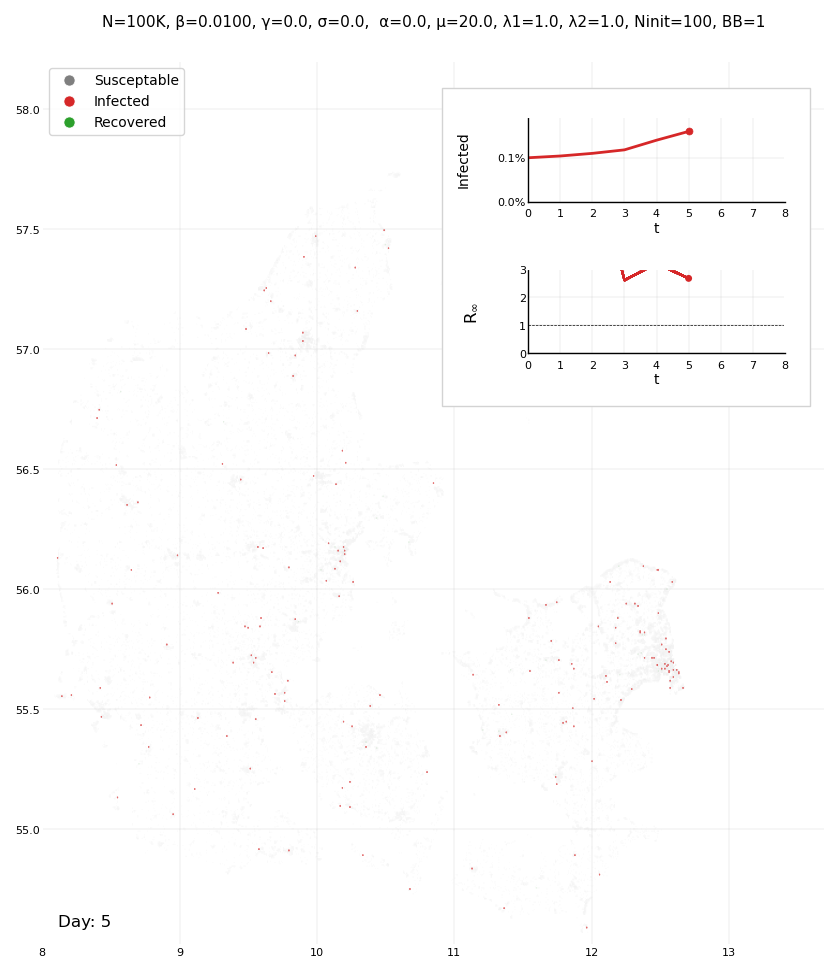 N=100K, β=0.0100, γ=0.0, σ=0.0,  α=0.0, μ=20.0, λ1=1.0, λ2=1.0, Ninit=100, BB=1
Susceptable
Infected
Recovered
58.0
57.5
57.0
56.5
56.0
55.5
55.0
8
9
10
11
12
13
Infected
0.1%
0.0%
0 1 2 3 4 5 6 7 8
t
R∞
3
2
1
0
0 1 2 3 4 5 6 7 8
t
Day: 5